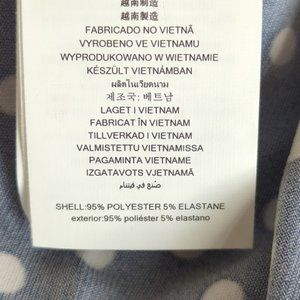 越南制造
越南製造
FABRICADO NO VIETNÃ
VYROBENO VE VIETNAMU
WYPRODUKOWANO W WIETNAMIE
KÉSZÜLT VIETNÁMBAN
ผลิตในเวียดนาม
제조국: 베트남
LAGET I VIETNAM
FABRICAT ÎN VIETNAM
TILLVERKAD I VIETNAM
VALMISTETTU VIETNAMISSA
PAGAMINTA VIETNAME
IZGATAVOTS VJETNAMĀ
صنع في فيتنام
SHELL:95% POLYESTER 5% ELASTANE
exterior:95% poliéster 5% elastano